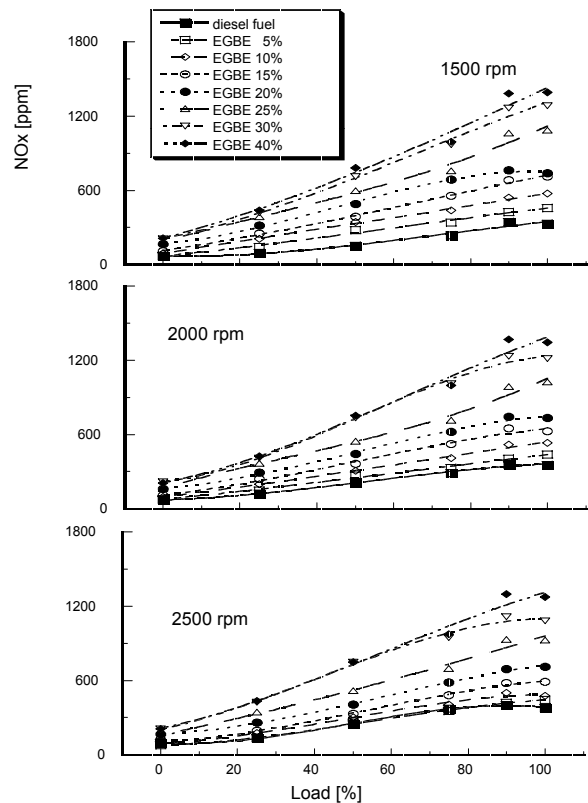 diesel fuel
EGBE 5%
EGBE 10%
EGBE 15%
EGBE 20%
EGBE 25%
EGBE 30%
EGBE 40%
NOx [ppm]
1500 rpm
1800
1200
600
0
2000 rpm
1800
1200
600
0
2500 rpm
1800
1200
600
0
0 20 40 60 80 100
Load [%]